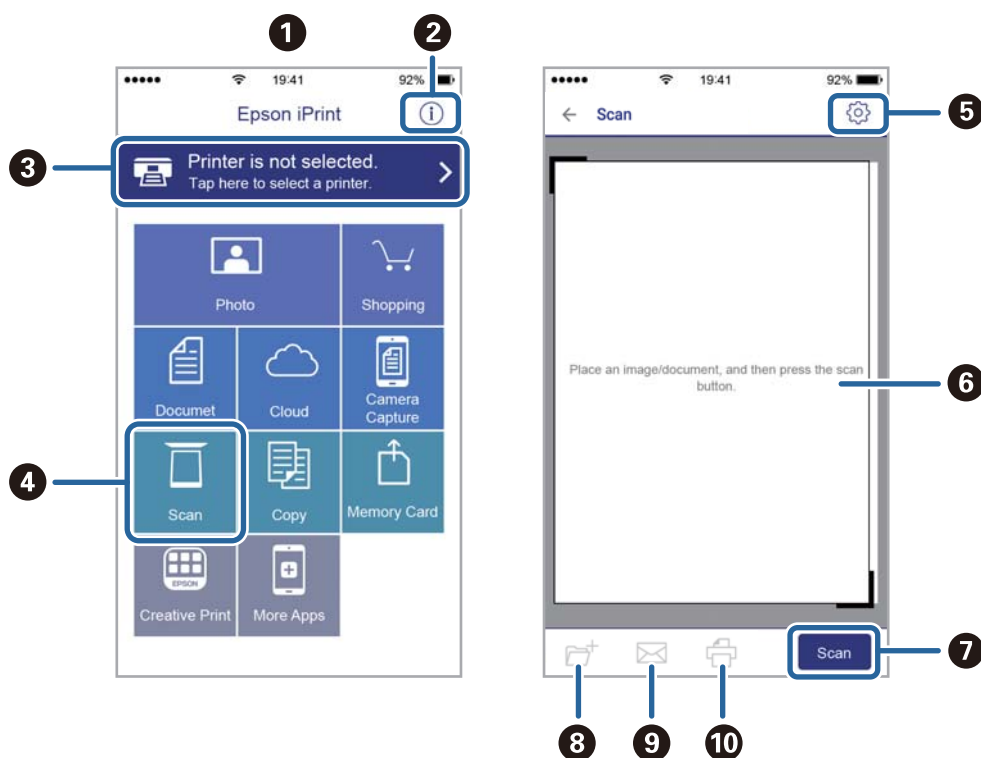 1
2
19:41
92%
Epson iPrint
i
3
Printer is not selected.
Tap here to select a printer.
Photo
Shopping
Documet
Cloud
Camera
Capture
4
Scan
Copy
Memory Card
EPSON
Creative Print
More Apps
19:41
92%
Scan
5
Place an image/document, and then press the scan
button.
6
Scan
7
8
9
10